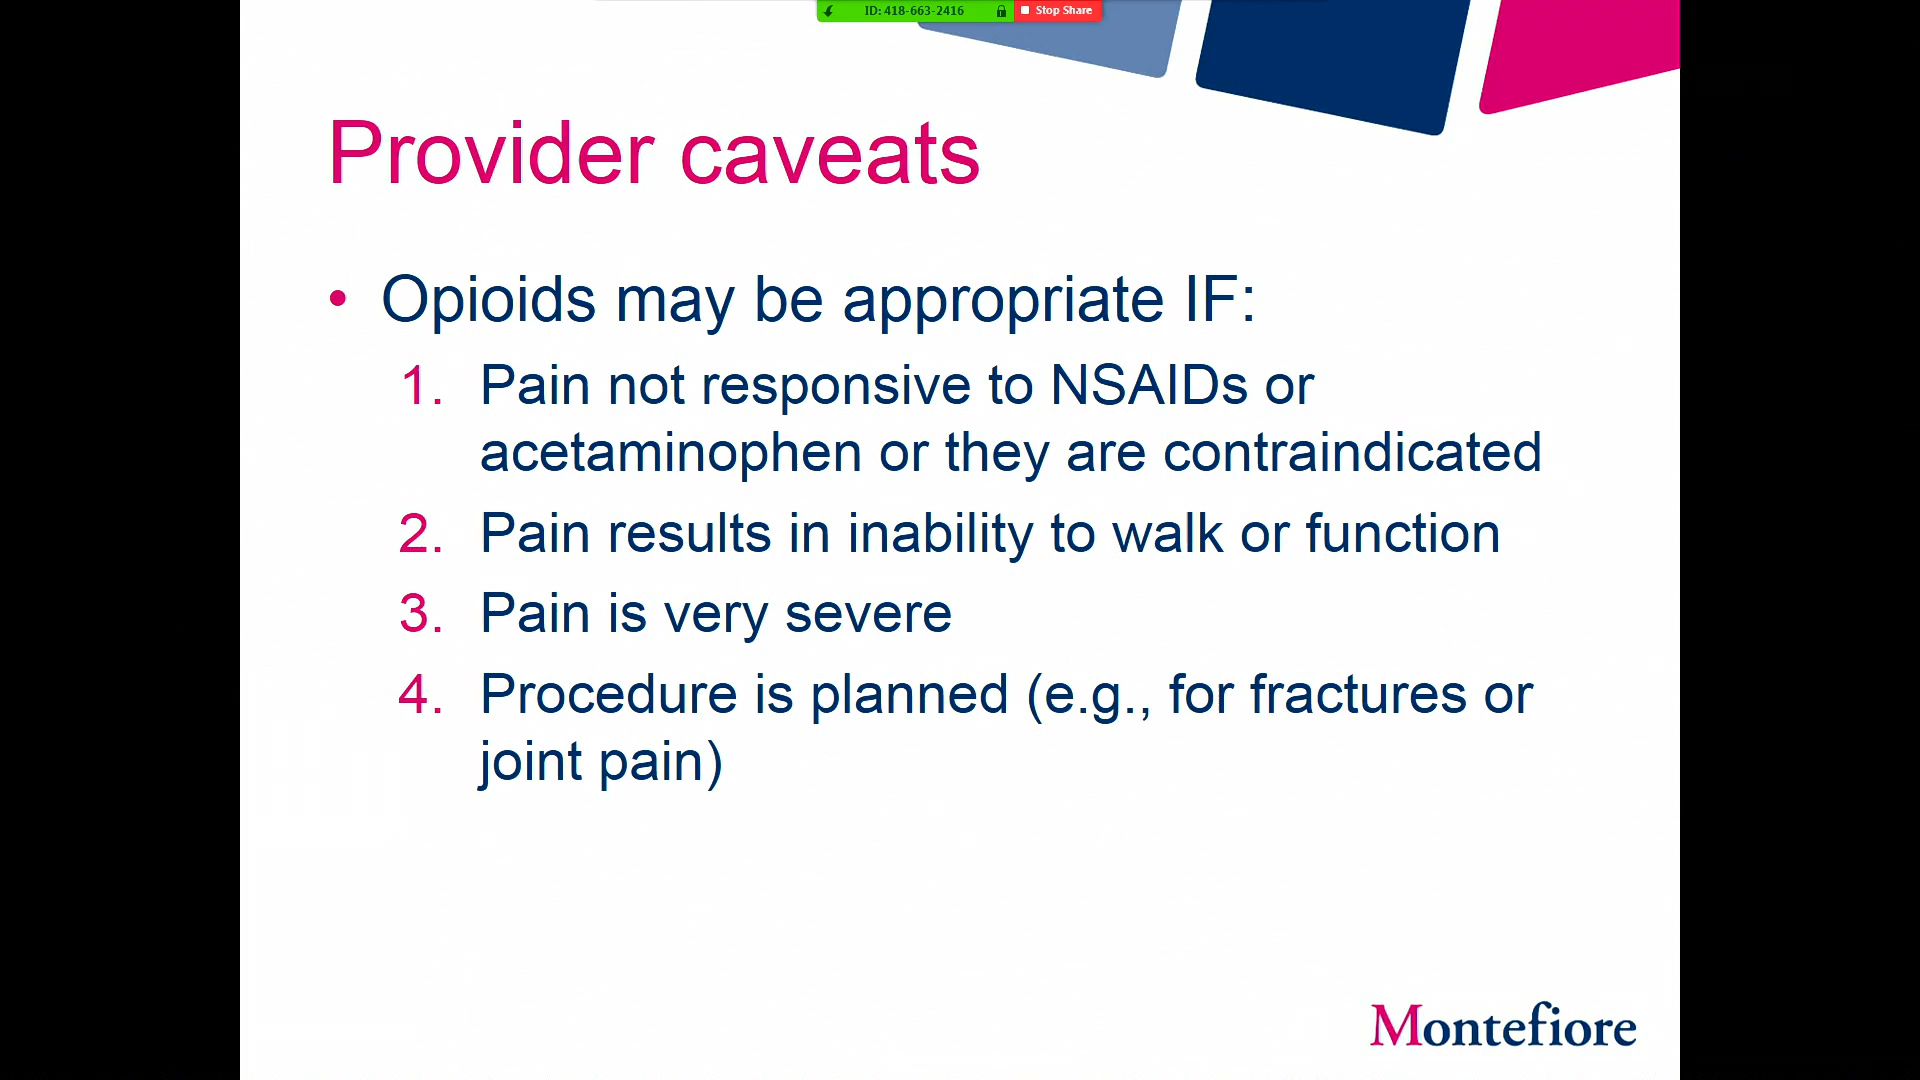 ID: 418-663-2416 Stop Share
Provider caveats
• Opioids may be appropriate IF:
1. Pain not responsive to NSAIDs or
acetaminophen or they are contraindicated
2. Pain results in inability to walk or function
3. Pain is very severe
4. Procedure is planned (e.g., for fractures or
joint pain)
Montefiore